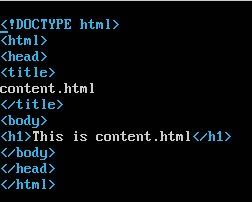 <!DOCTYPE html>
<html>
<head>
<title>
content.html
</title>
<body>
<h1>This is content.html</h1>
</body>
</head>
</html>